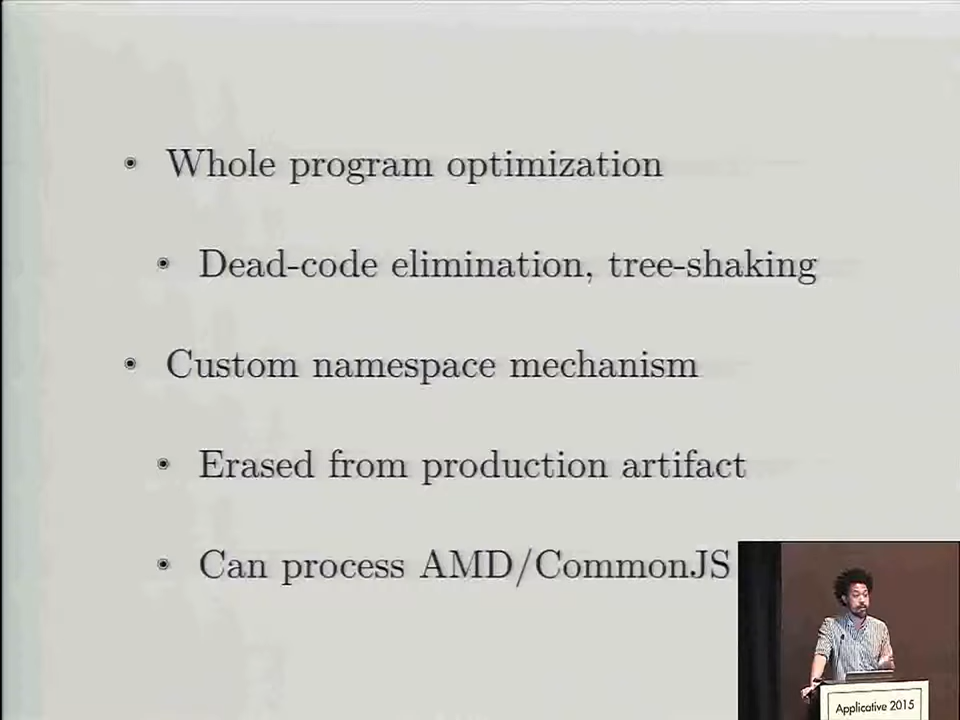 Whole program optimization
Dead-code elimination, tree-shaking
Custom namespace mechanism
Erased from production artifact
Can process AMD/CommonJS
Applicative 2015